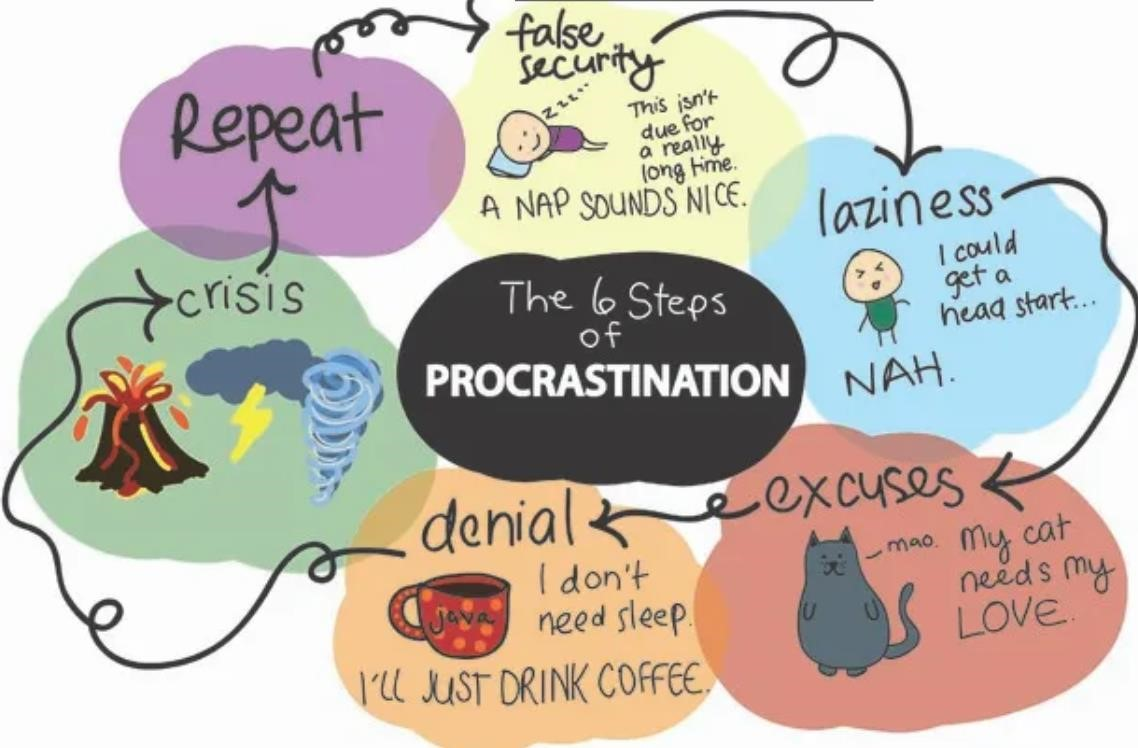 The 6 Steps
of
PROCRASTINATION
false
security
zzz...
This isn't
due for
a really
long time.
A NAP SOUNDS NICE.
laziness
I could
get a
head start...
NAH.
excuses
mao.
My cat
needs my
LOVE.
denial
java
I don't
need sleep.
I'LL JUST DRINK COFFEE.
crisis
Repeat